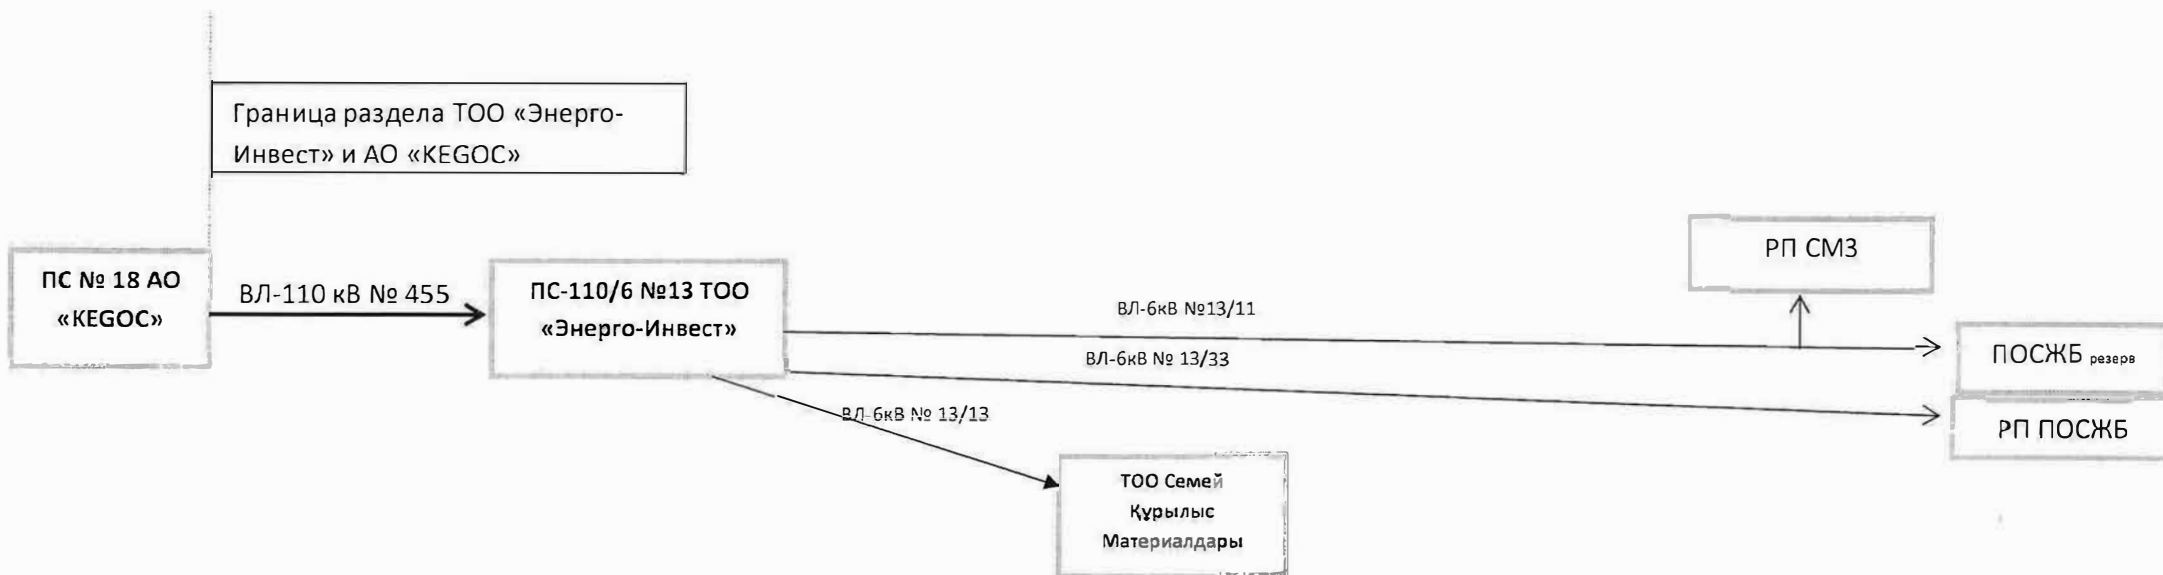 Граница раздела ТОО «Энерго-
Инвест» и АО «KEGOC»
ПС № 18 АО
«KEGOC»
ВЛ-110 кВ № 455
ПС-110/6 №13 ТОО
«Энерго-Инвест»
ВЛ-6кВ №13/11
ВЛ-6кВ № 13/33
ВЛ-6кВ № 13/13
РП СМЗ
ПОСЖБ резерв
РП ПОСЖБ
ТОО Семей
Құрылыс
Материалдары